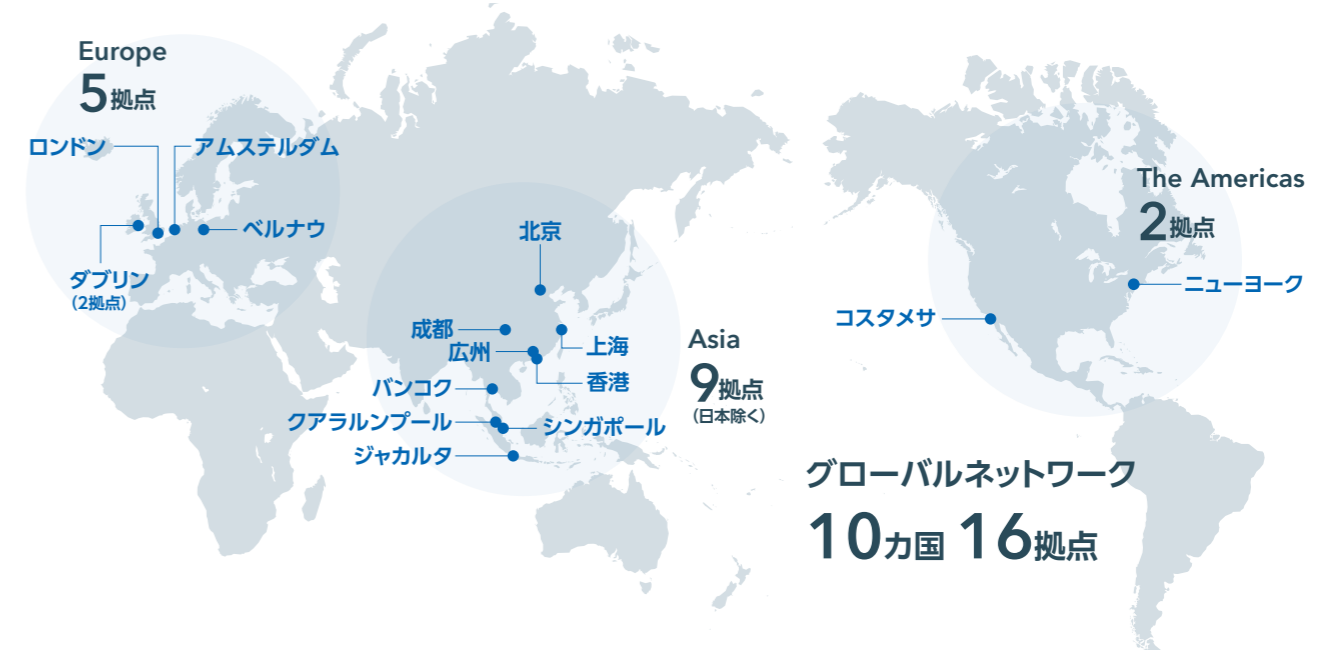 Europe
5拠点
ロンドン
アムステルダム
ベルナウ
ダブリン
（2拠点）
北京
成都
広州
上海
香港
バンコク
クアラルンプール
シンガポール
ジャカルタ
Asia
9拠点
（日本除く）
The Americas
2拠点
ニューヨーク
コスタメサ
グローバルネットワーク
10カ国 16拠点